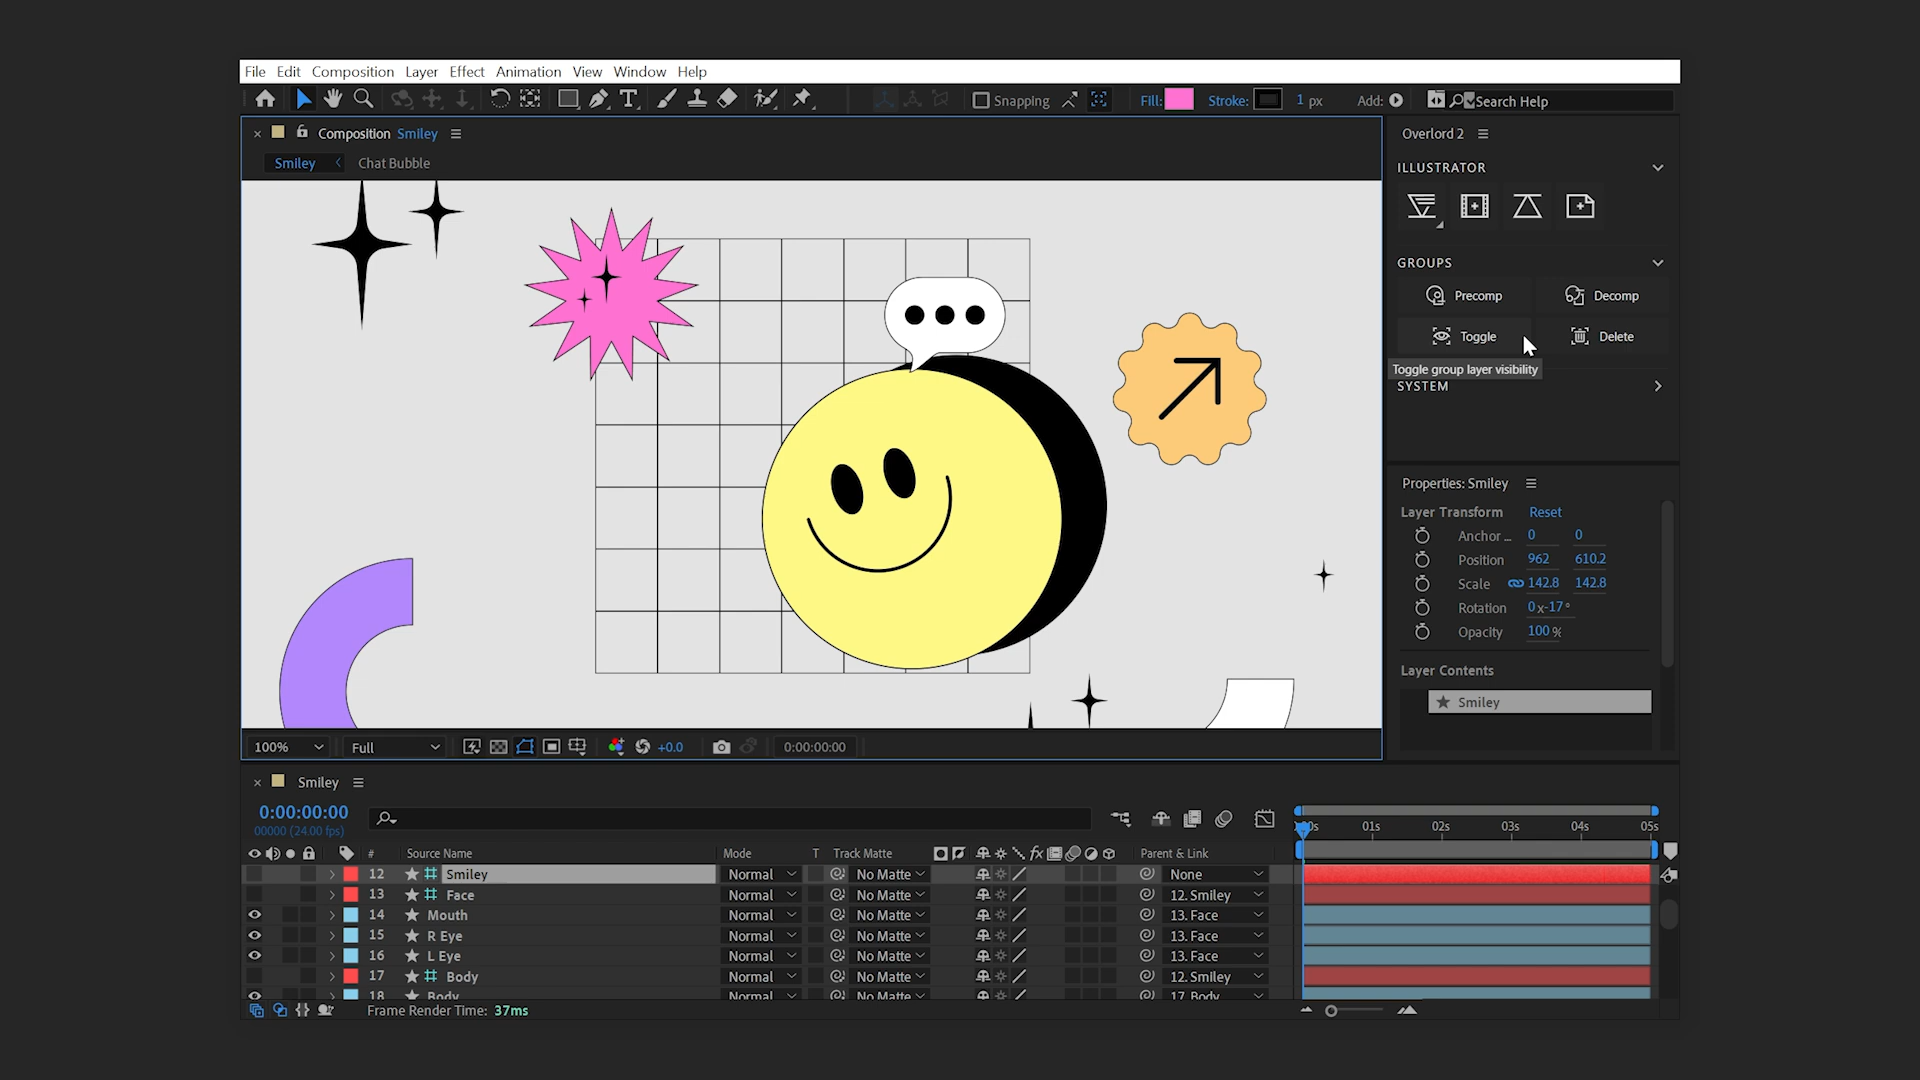 File Edit Composition Layer Effect Animation View Window Help
Snapping Fill: Stroke: 1 px Add: Search Help
Composition Smiley
Smiley Chat Bubble
Overlord 2
ILLUSTRATOR
GROUPS
Precomp Decomp
Toggle Delete
Toggle group layer visibility
SYSTEM
Properties: Smiley
Layer Transform Reset
Anchor ... 0 0
Position 962 610.2
Scale 142.8 142.8
Rotation 0x-17°
Opacity 100 %
Layer Contents
Smiley
100% Full +0.0 0:00:00:00
Smiley
0:00:00:00
00000 (24.00 fps)
01s 02s 03s 04s 05s
# Source Name Mode T Track Matte fx Parent & Link
12 Smiley Normal No Matte None
13 Face Normal No Matte 12. Smiley
14 Mouth Normal No Matte 13. Face
15 R Eye Normal No Matte 13. Face
16 L Eye Normal No Matte 13. Face
17 Body Normal No Matte 12. Smiley
18 Body Normal No Matte 17. Body
Frame Render Time: 37ms